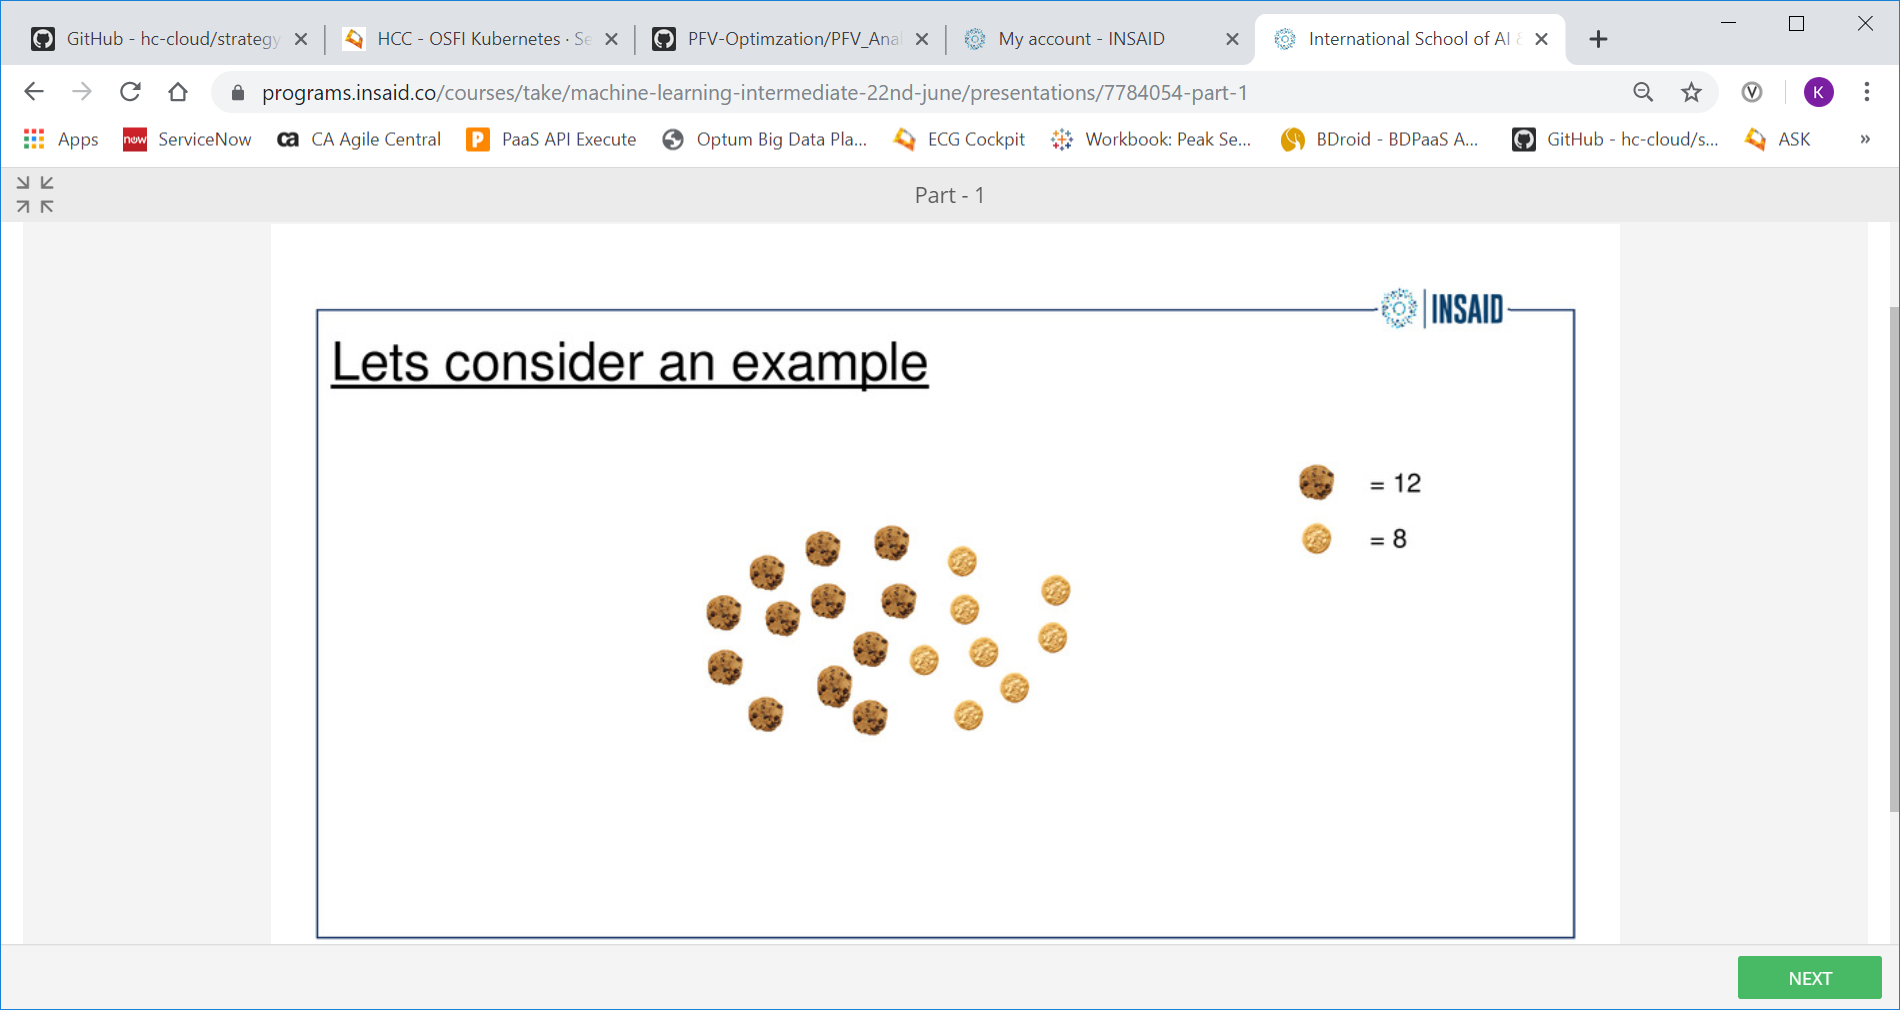 GitHub - hc-cloud/strategy
HCC - OSFI Kubernetes · Se
PFV-Optimzation/PFV_Anal
My account - INSAID
International School of AI &
programs.insaid.co/courses/take/machine-learning-intermediate-22nd-june/presentations/7784054-part-1
K
Apps
now ServiceNow
ca CA Agile Central
P PaaS API Execute
Optum Big Data Pla...
ECG Cockpit
Workbook: Peak Se...
BDroid - BDPaaS A...
GitHub - hc-cloud/s...
ASK
»
Part - 1
INSAID
Lets consider an example
= 12
= 8
NEXT